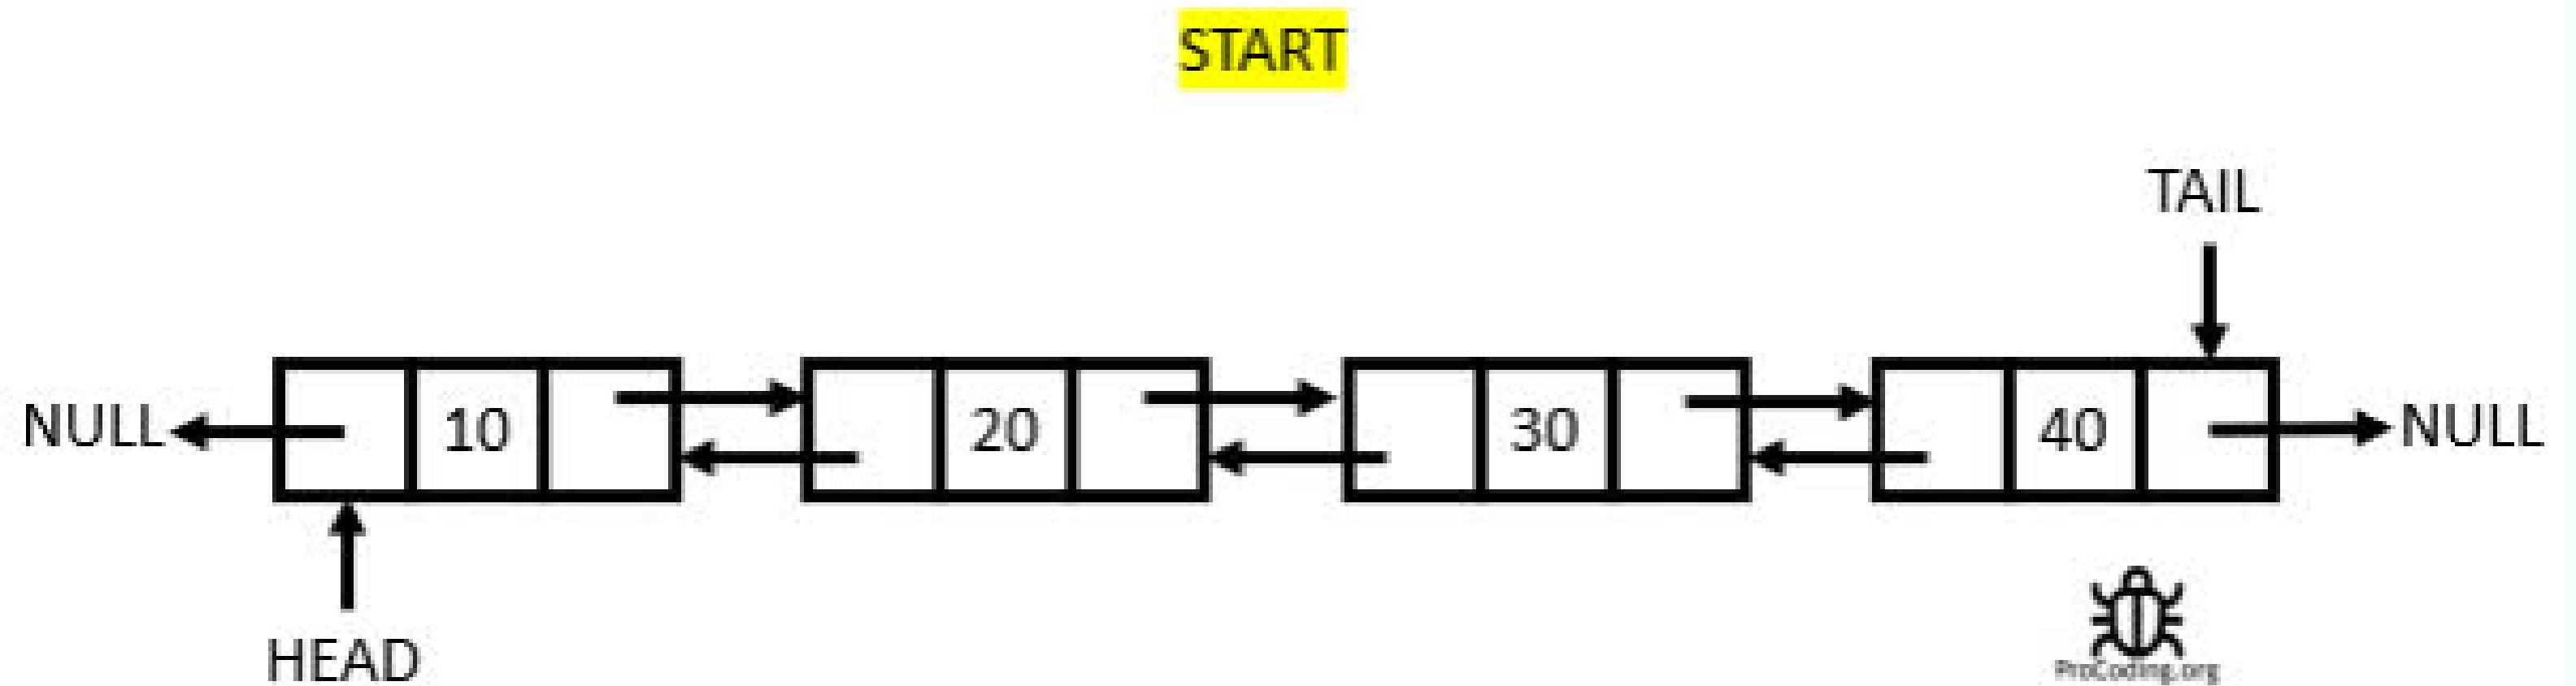 START
TAIL
NULL 10 20 30 40 NULL
HEAD
ProCoding.org